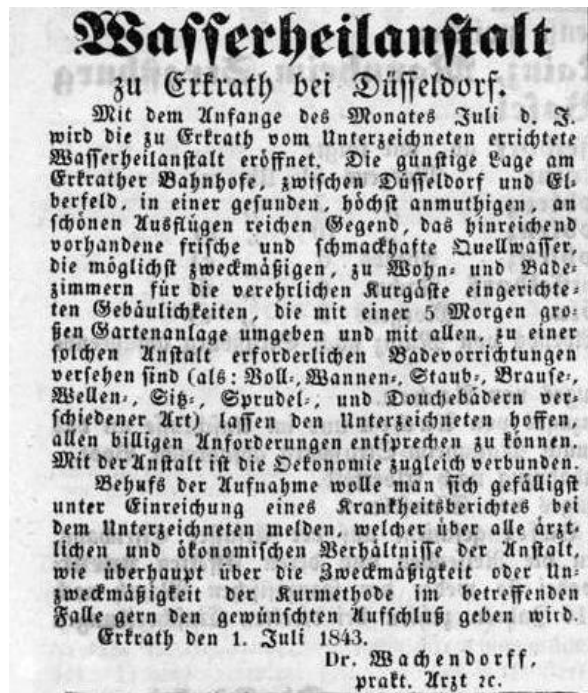 Wasserheilanstalt
zu Erkrath bei Düsseldorf.
Mit dem Anfange des Monates Juli d. J.
wird die zu Erkrath vom Unterzeichneten errichtete
Wasserheilanstalt eröffnet. Die günstige Lage am
Erkrather Bahnhofe, zwischen Düsseldorf und El-
berfeld, in einer gesunden, höchst anmuthigen, an
schönen Ausflügen reichen Gegend, das hinreichend
vorhandene frische und schmackhafte Quellwasser,
die möglichst zweckmäßigen, zu Wohn- und Bade-
zimmern für die verehrlichen Kurgäste eingerichte-
ten Gebäulichkeiten, die mit einer 5 Morgen gro-
ßen Gartenanlage umgeben und mit allen, zu einer
solchen Anstalt erforderlichen Badevorrichtungen
versehen sind (als: Voll-, Wannen-, Staub-, Brause-,
Wellen-, Sitz-, Sprudel-, und Douchebädern ver-
schiedener Art) lassen den Unterzeichneten hoffen,
allen billigen Anforderungen entsprechen zu können.
Mit der Anstalt ist die Oekonomie zugleich verbunden.
Behufs der Aufnahme wolle man sich gefälligst
unter Einreichung eines Krankheitsberichtes bei
dem Unterzeichneten melden, welcher über alle ärzt-
lichen und ökonomischen Verhältnisse der Anstalt,
wie überhaupt über die Zweckmäßigkeit oder Un-
zweckmäßigkeit der Kurmethode im betreffenden
Falle gern den gewünschten Aufschluß geben wird.
Erkrath den 1. Juli 1843.
Dr. Wachendorff,
prakt. Arzt ꝛc.